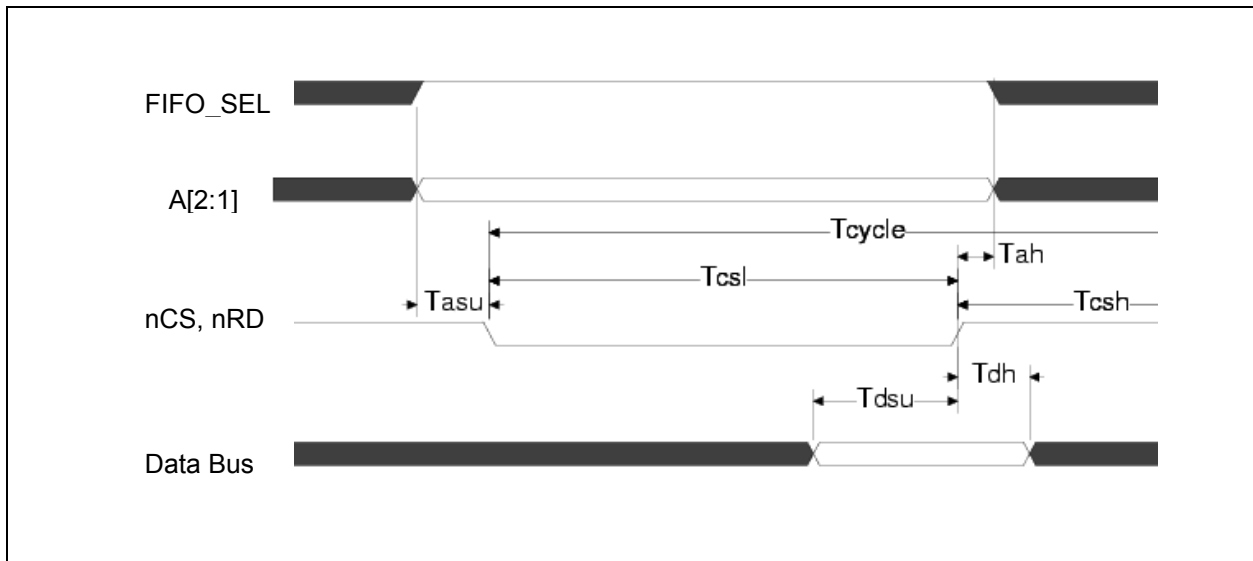 FIFO_SEL
A[2:1]
Tcycle
Tah
Tcsl
Tasu
Tcsh
nCS, nRD
Tdh
Tdsu
Data Bus